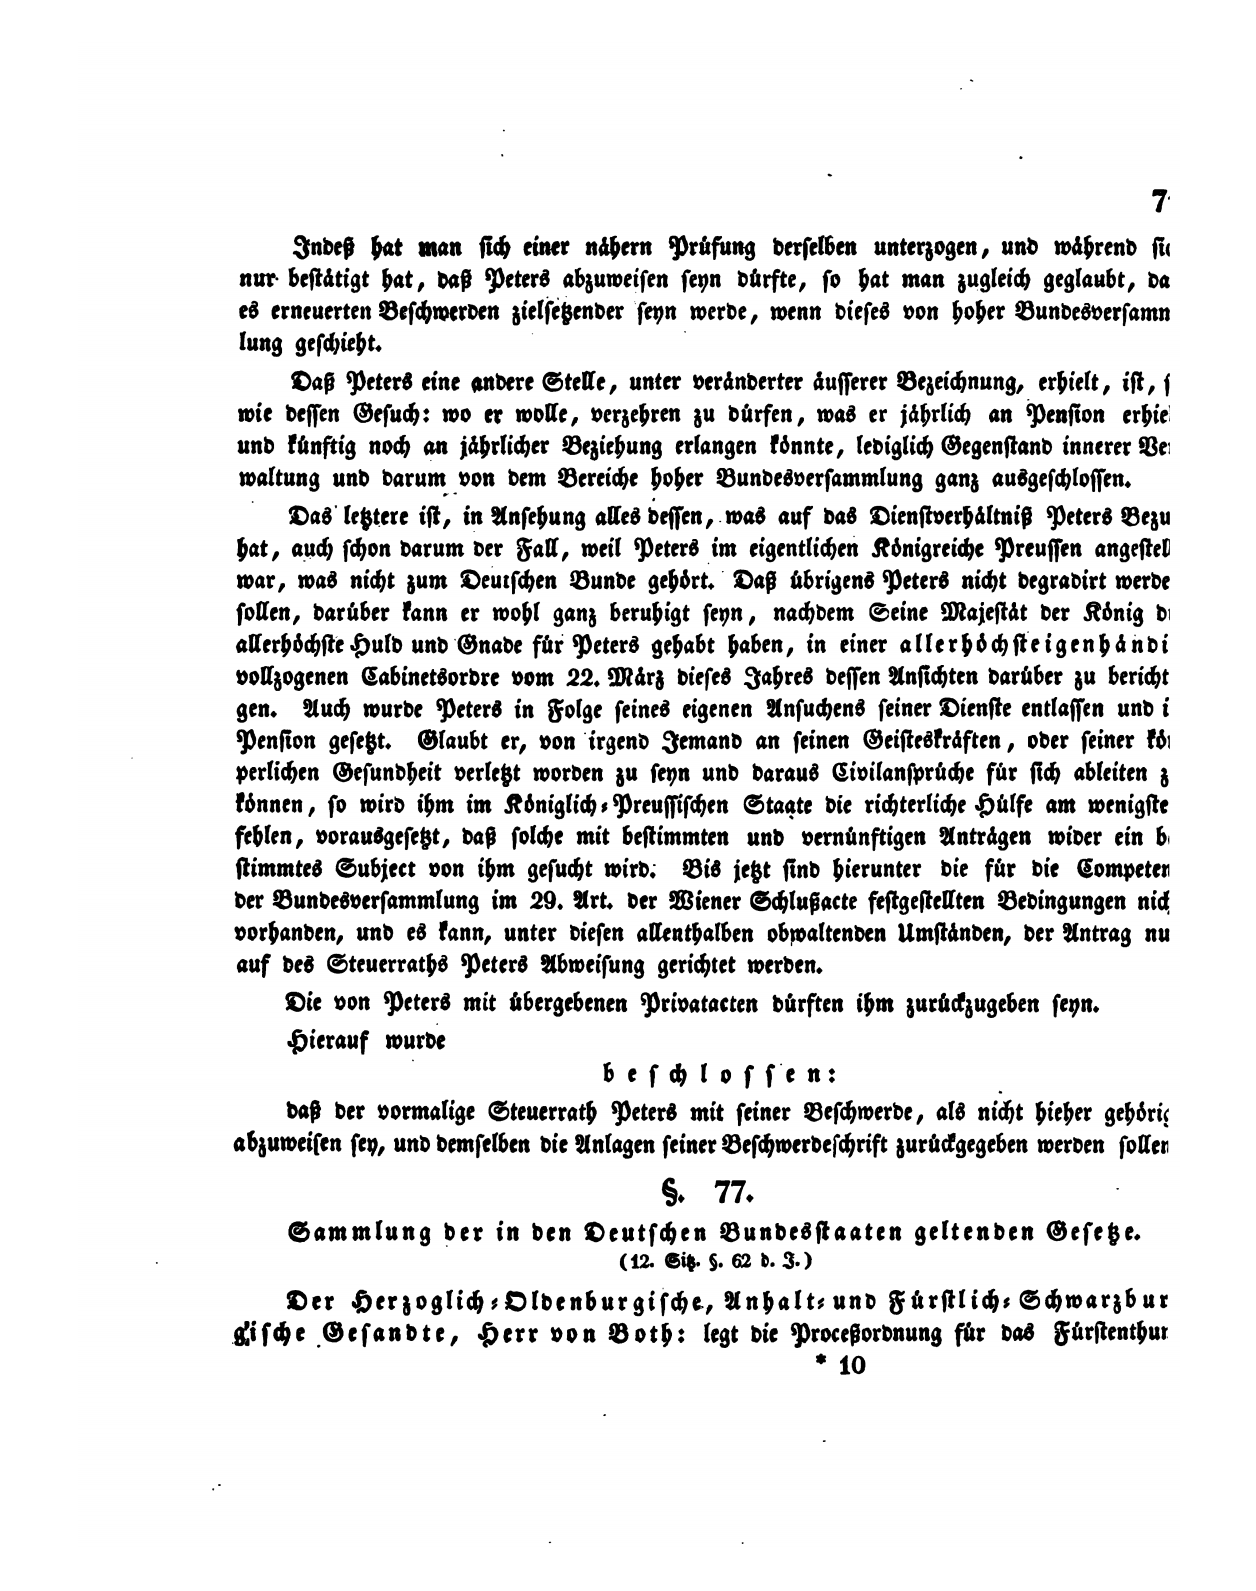 7
Indeß hat man sich einer nähern Prüfung derselben unterzogen, und während sic
nur bestätigt hat, daß Peters abzuweisen seyn dürfte, so hat man zugleich geglaubt, da
es erneuerten Beschwerden zielsetzender seyn werde, wenn dieses von hoher Bundesversamm
lung geschieht.
Daß Peters eine andere Stelle, unter veränderter äusserer Bezeichnung, erhielt, ist, s
wie dessen Gesuch: wo er wolle, verzehren zu dürfen, was er jährlich an Pension erhie
und künftig noch an jährlicher Beziehung erlangen könnte, lediglich Gegenstand innerer Ver
waltung und darum von dem Bereiche hoher Bundesversammlung ganz ausgeschlossen.
Das letztere ist, in Ansehung alles dessen, was auf das Dienstverhältniß Peters Bezu
hat, auch schon darum der Fall, weil Peters im eigentlichen Königreiche Preussen angestell
war, was nicht zum Deutschen Bunde gehört. Daß übrigens Peters nicht degradirt werde
sollen, darüber kann er wohl ganz beruhigt seyn, nachdem Seine Majestät der König di
allerhöchste Huld und Gnade für Peters gehabt haben, in einer allerhöchsteigenhändi
vollzogenen Cabinetsordre vom 22. März dieses Jahres dessen Ansichten darüber zu bericht
gen. Auch wurde Peters in Folge seines eigenen Ansuchens seiner Dienste entlassen und i
Pension gesetzt. Glaubt er, von irgend Jemand an seinen Geisteskräften, oder seiner kör
perlichen Gesundheit verletzt worden zu seyn und daraus Civilansprüche für sich ableiten z
können, so wird ihm im Königlich-Preussischen Staate die richterliche Hülfe am wenigste
fehlen, vorausgesetzt, daß solche mit bestimmten und vernünftigen Anträgen wider ein be
stimmtes Subject von ihm gesucht wird. Bis jetzt sind hierunter die für die Competen
der Bundesversammlung im 29. Art. der Wiener Schlußacte festgestellten Bedingungen nich
vorhanden, und es kann, unter diesen allenthalben obwaltenden Umständen, der Antrag nu
auf des Steuerraths Peters Abweisung gerichtet werden.
Die von Peters mit übergebenen Privatacten dürften ihm zurückzugeben seyn.
Hierauf wurde
beschlossen:
daß der vormalige Steuerrath Peters mit seiner Beschwerde, als nicht hieher gehörig
abzuweisen sey, und demselben die Anlagen seiner Beschwerdeschrift zurückgegeben werden sollen
§. 77.
Sammlung der in den Deutschen Bundesstaaten geltenden Gesetze.
(12. Sitz. §. 62 d. J.)
Der Herzoglich-Oldenburgische, Anhalt- und Fürstlich-Schwarzbur
gische Gesandte, Herr von Both: legt die Proceßordnung für das Fürstenthum
* 10